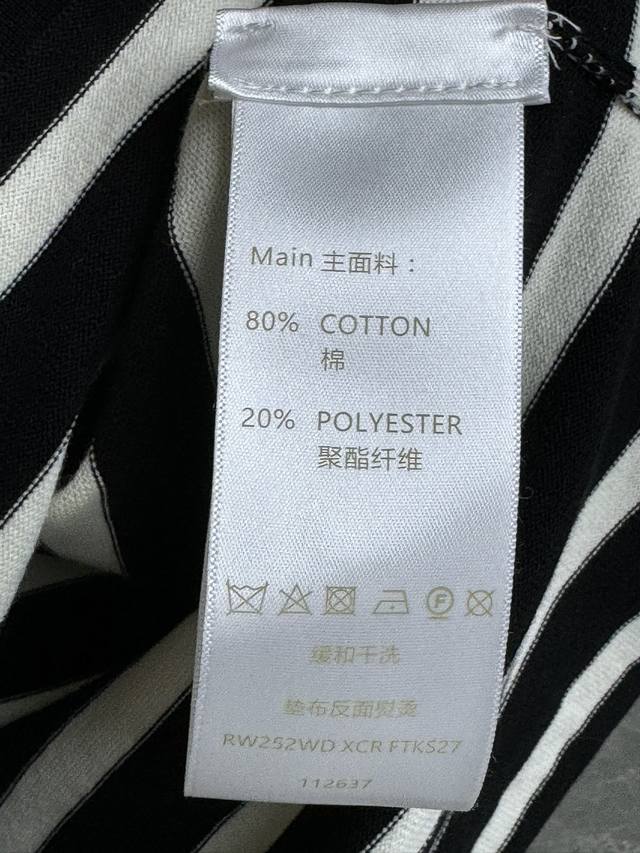 Main 主面料：
80% COTTON
棉
20% POLYESTER
聚酯纤维
F
缓和干洗
垫布反面熨烫
RW252WD XCR FTKS27
112637